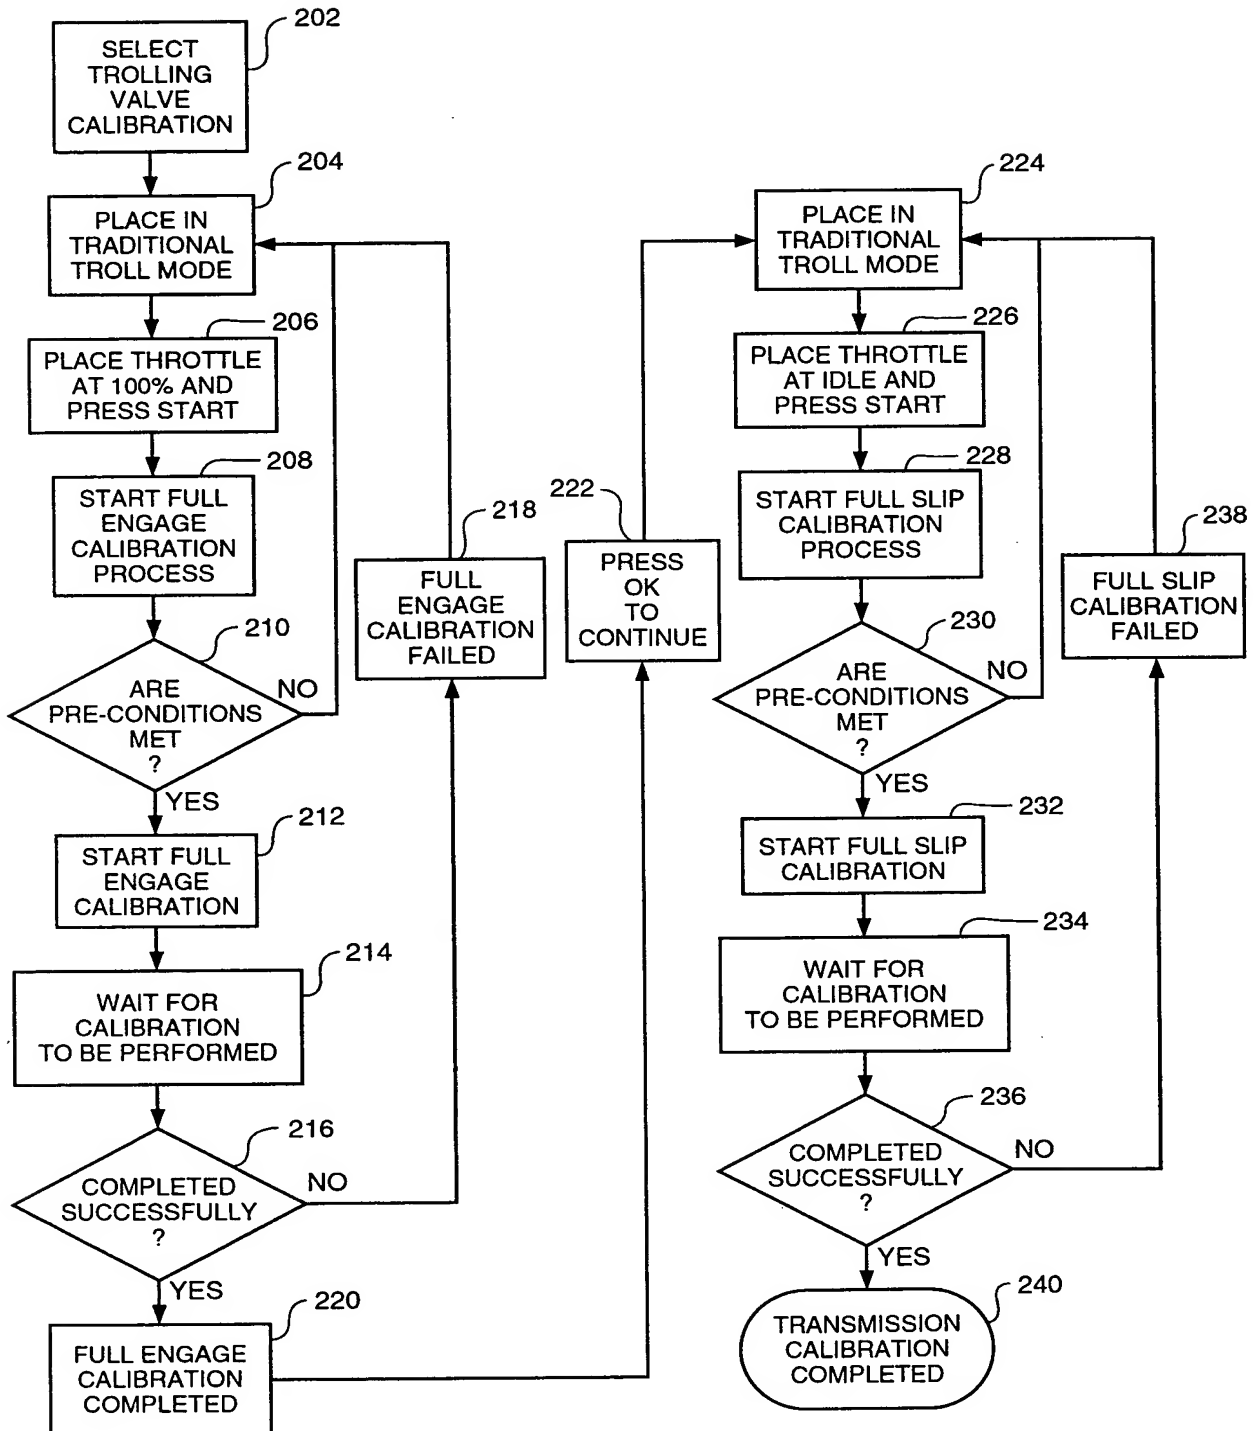 202
SELECT
TROLLING
VALVE
CALIBRATION
204
PLACE IN
TRADITIONAL
TROLL MODE
206
PLACE THROTTLE
AT 100% AND
PRESS START
208
START FULL
ENGAGE
CALIBRATION
PROCESS
210
ARE
PRE-CONDITIONS
MET
?
NO
YES
212
START FULL
ENGAGE
CALIBRATION
214
WAIT FOR
CALIBRATION
TO BE PERFORMED
216
COMPLETED
SUCCESSFULLY
?
NO
YES
218
FULL
ENGAGE
CALIBRATION
FAILED
220
FULL ENGAGE
CALIBRATION
COMPLETED
222
PRESS
OK
TO
CONTINUE
224
PLACE IN
TRADITIONAL
TROLL MODE
226
PLACE THROTTLE
AT IDLE AND
PRESS START
228
START FULL SLIP
CALIBRATION
PROCESS
230
ARE
PRE-CONDITIONS
MET
?
NO
YES
232
START FULL SLIP
CALIBRATION
234
WAIT FOR
CALIBRATION
TO BE PERFORMED
236
COMPLETED
SUCCESSFULLY
?
NO
YES
238
FULL SLIP
CALIBRATION
FAILED
240
TRANSMISSION
CALIBRATION
COMPLETED